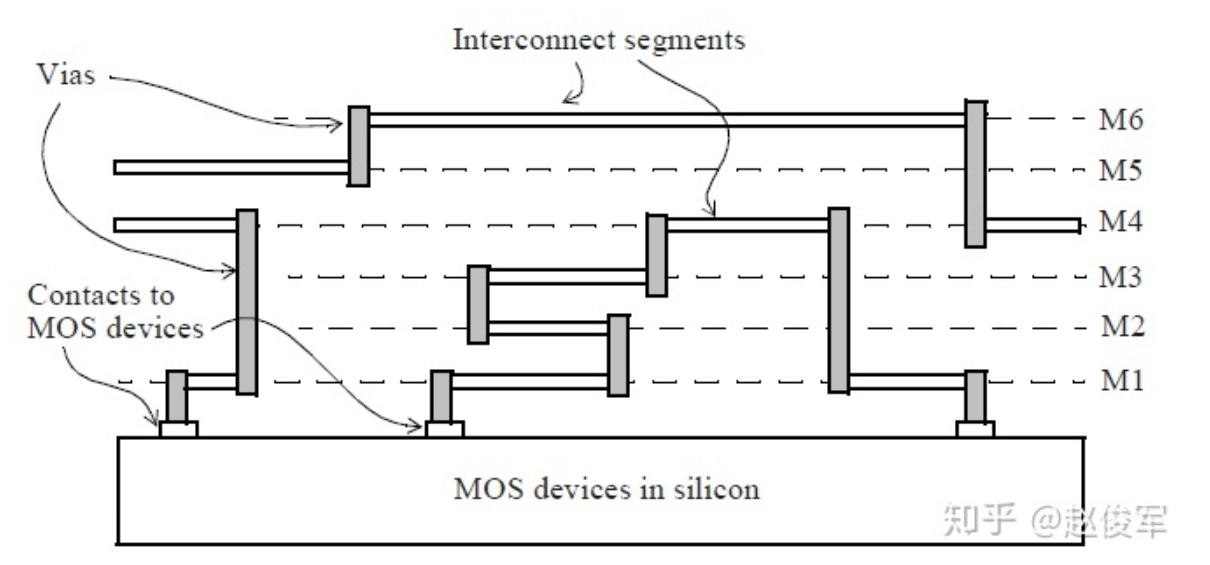 Interconnect segments
Vias
M6
M5
M4
M3
Contacts to
MOS devices
M2
M1
MOS devices in silicon
知乎 @赵俊军